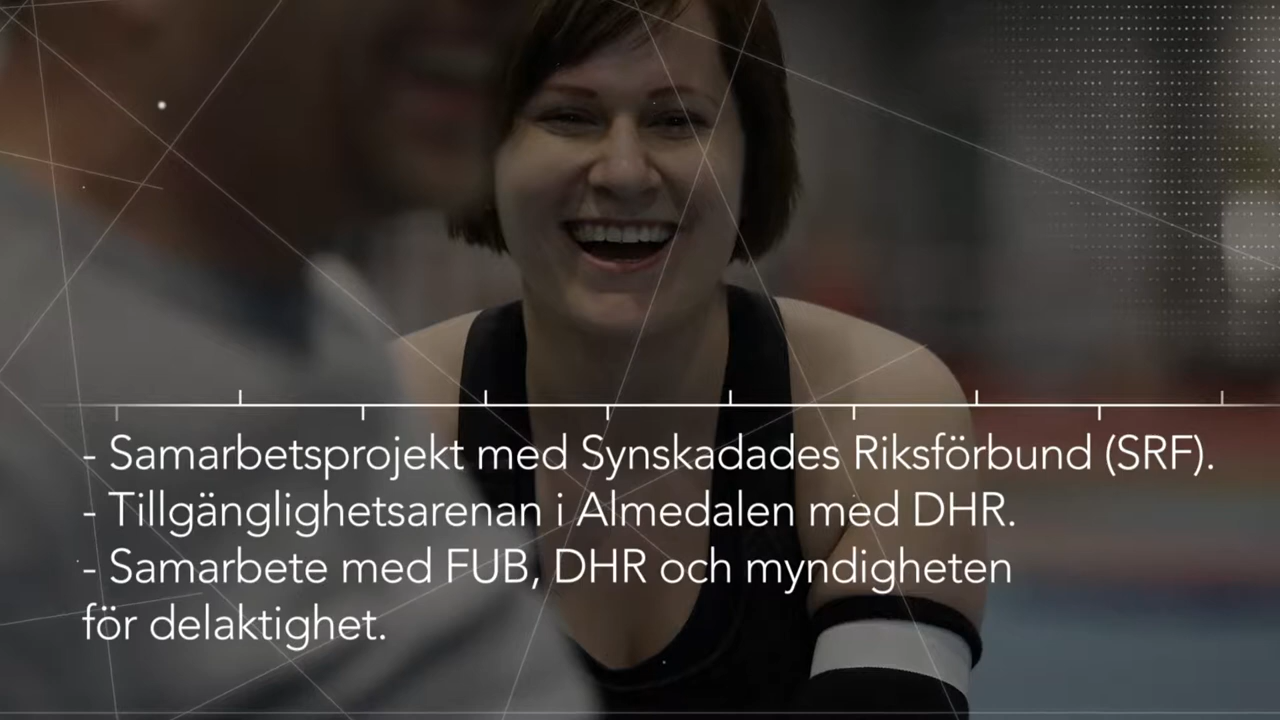 - Samarbetsprojekt med Synskadades Riksförbund (SRF).
- Tillgänglighetsarenan i Almedalen med DHR.
- Samarbete med FUB, DHR och myndigheten
för delaktighet.